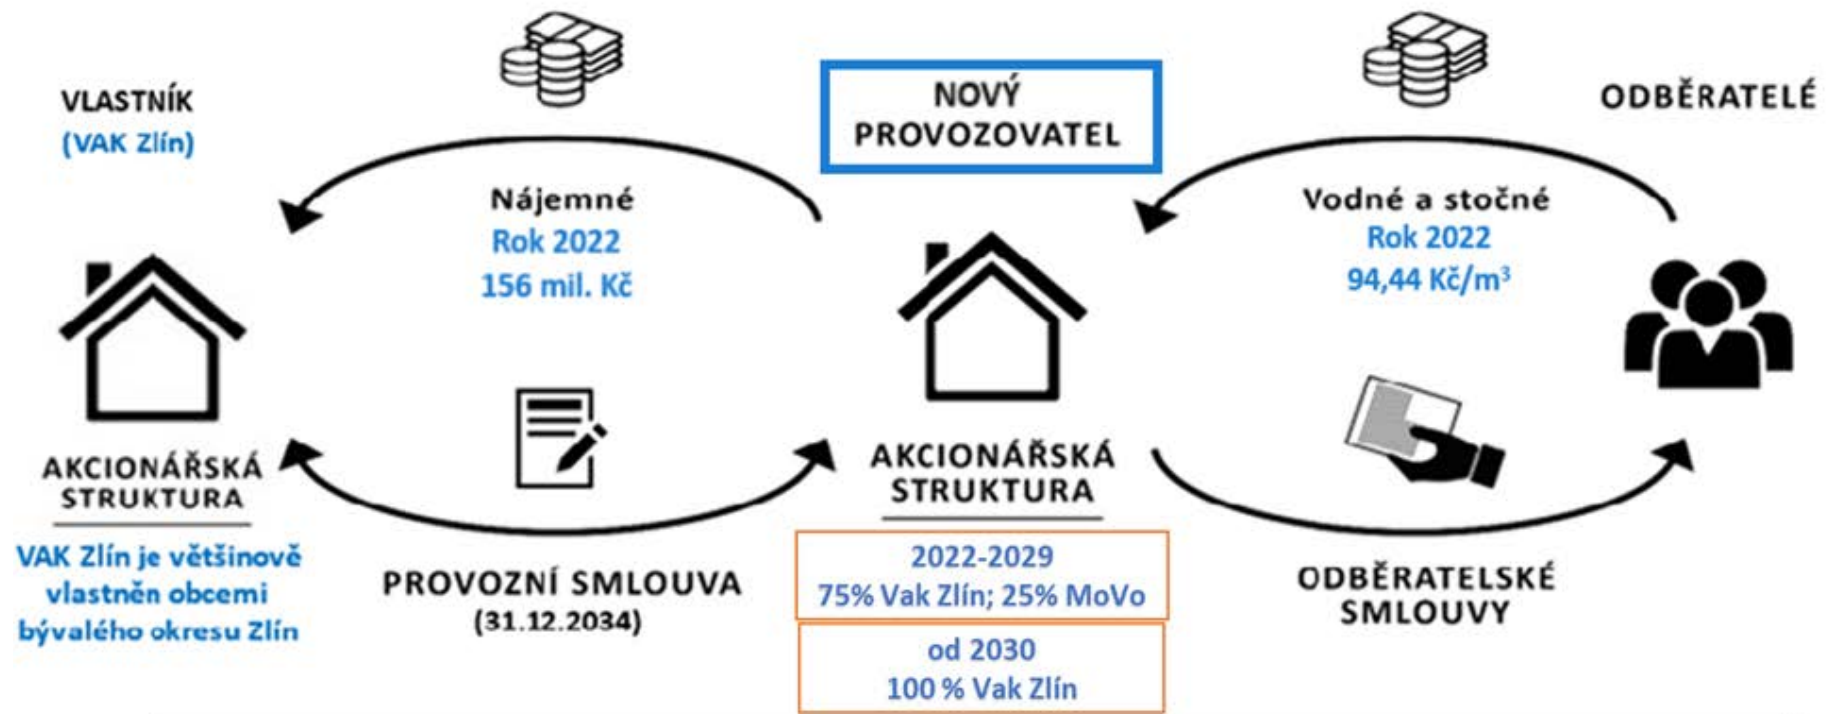 VLASTNÍK
(VAK Zlín)
Nájemné
Rok 2022
156 mil. Kč
NOVÝ
PROVOZOVATEL
Vodné a stočné
Rok 2022
94,44 Kč/m³
ODBĚRATELÉ
AKCIONÁŘSKÁ
STRUKTURA
VAK Zlín je většinově
vlastněn obcemi
bývalého okresu Zlín
PROVOZNÍ SMLOUVA
(31.12.2034)
AKCIONÁŘSKÁ
STRUKTURA
2022-2029
75% Vak Zlín; 25% MoVo
od 2030
100 % Vak Zlín
ODBĚRATELSKÉ
SMLOUVY